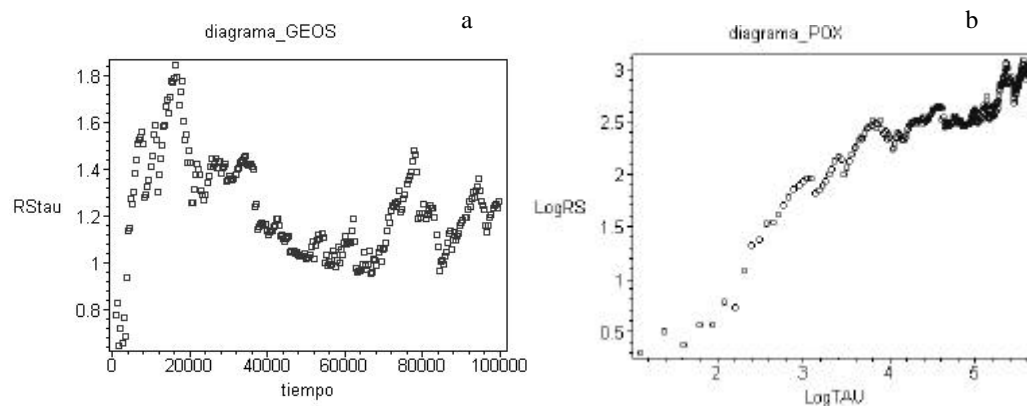 diagrama_GEOS
a
1.8
1.6
1.4
RStau
1.2
1
0.8
0
20000
40000
60000
80000
100000
tiempo
diagrama_POX
b
3
2.5
2
LogRS
1.5
1
0.5
2
3
4
5
LogTAU